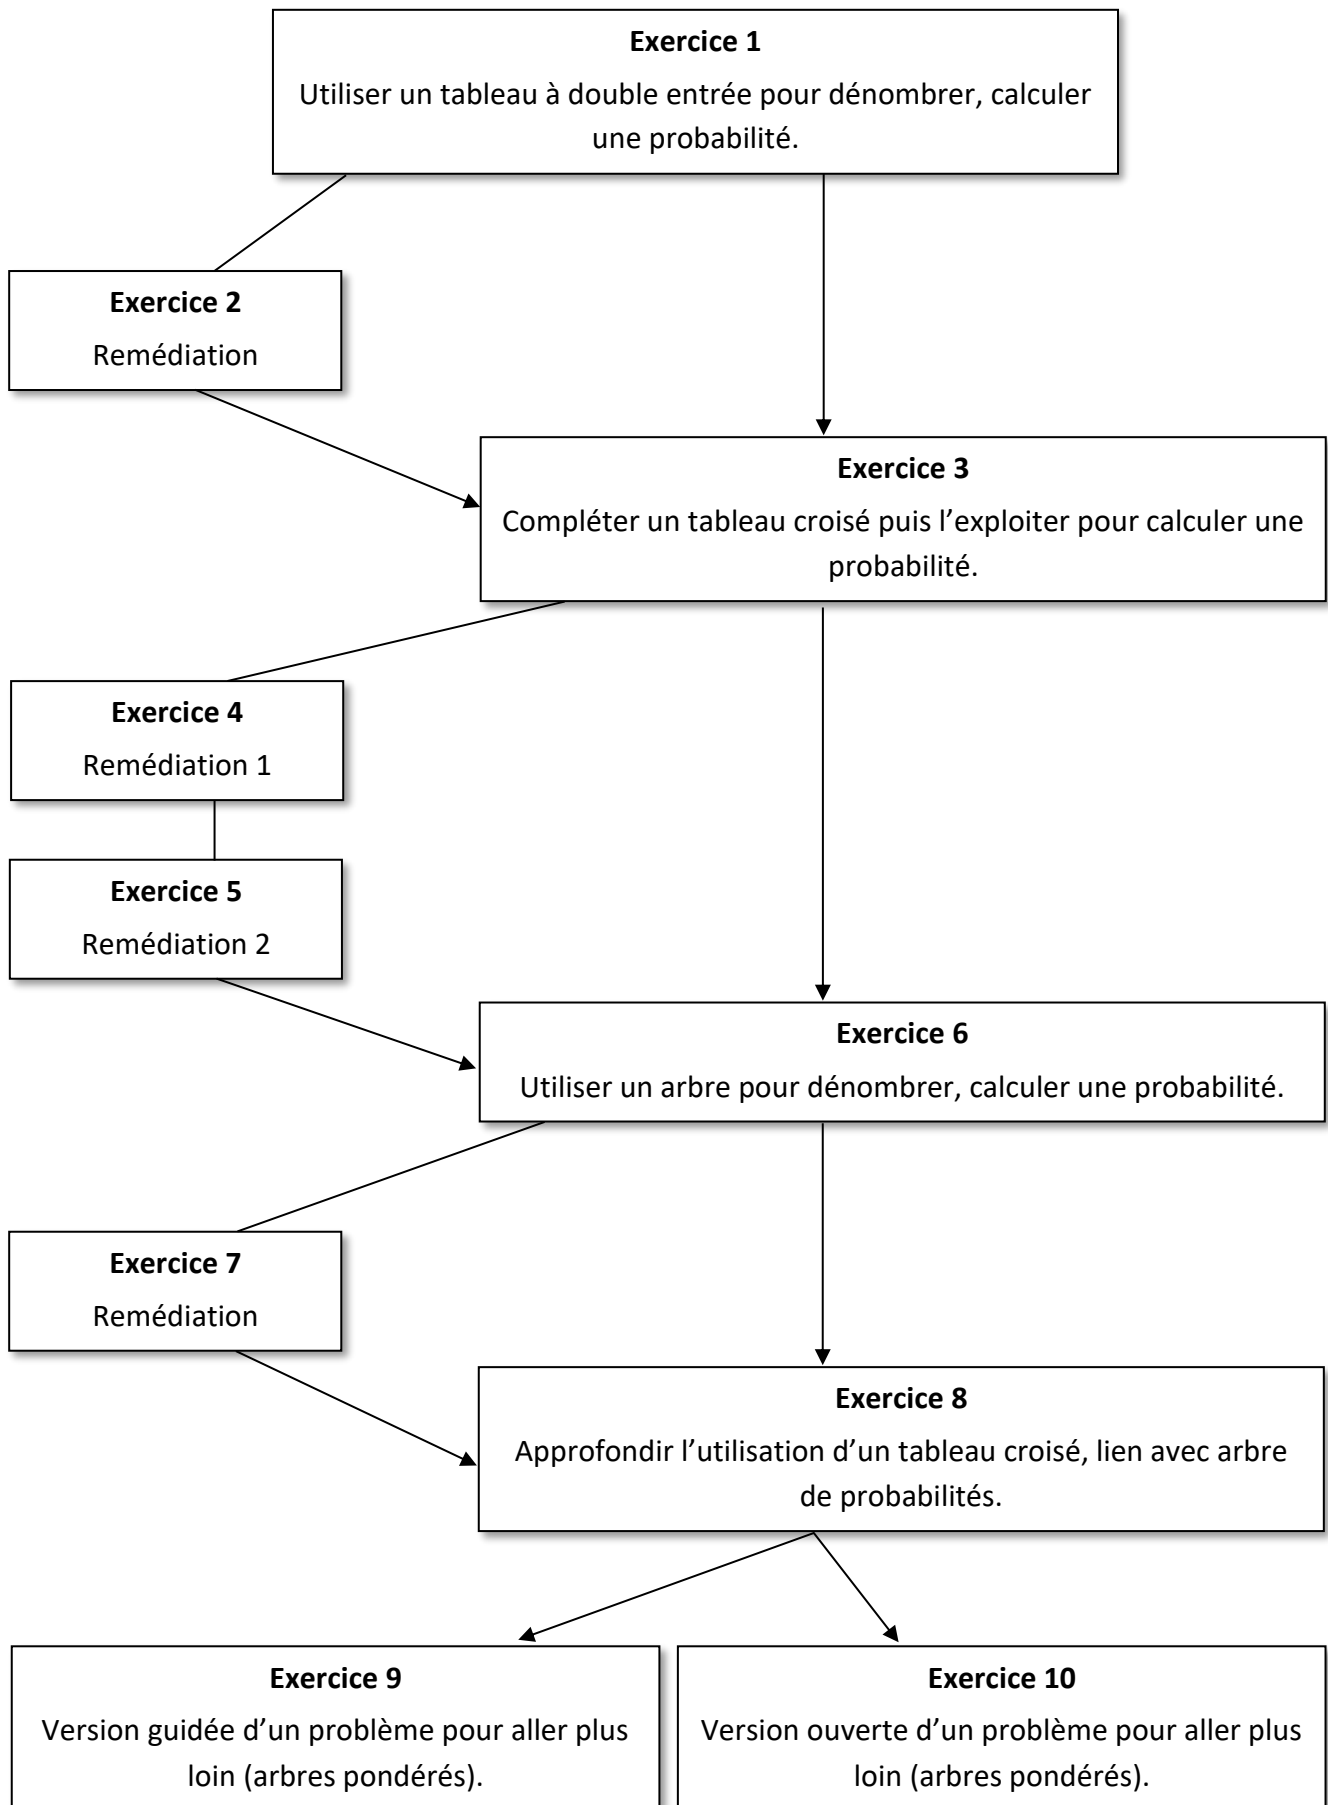 Exercice 1
Utiliser un tableau à double entrée pour dénombrer, calculer
une probabilité.
Exercice 2
Remédiation
Exercice 3
Compléter un tableau croisé puis l’exploiter pour calculer une
probabilité.
Exercice 4
Remédiation 1
Exercice 5
Remédiation 2
Exercice 6
Utiliser un arbre pour dénombrer, calculer une probabilité.
Exercice 7
Remédiation
Exercice 8
Approfondir l’utilisation d’un tableau croisé, lien avec arbre
de probabilités.
Exercice 9
Version guidée d’un problème pour aller plus
loin (arbres pondérés).
Exercice 10
Version ouverte d’un problème pour aller plus
loin (arbres pondérés).